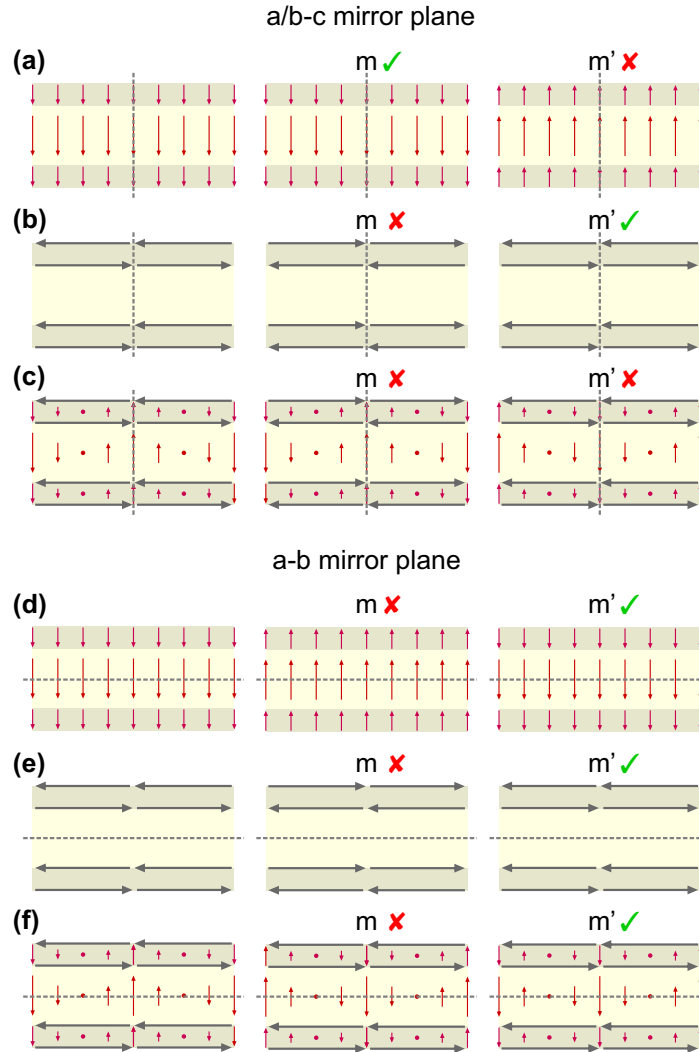 a/b-c mirror plane
(a) m ✓ m' ✘
(b) m ✘ m' ✓
(c) m ✘ m' ✘
a-b mirror plane
(d) m ✘ m' ✓
(e) m ✘ m' ✓
(f) m ✘ m' ✓